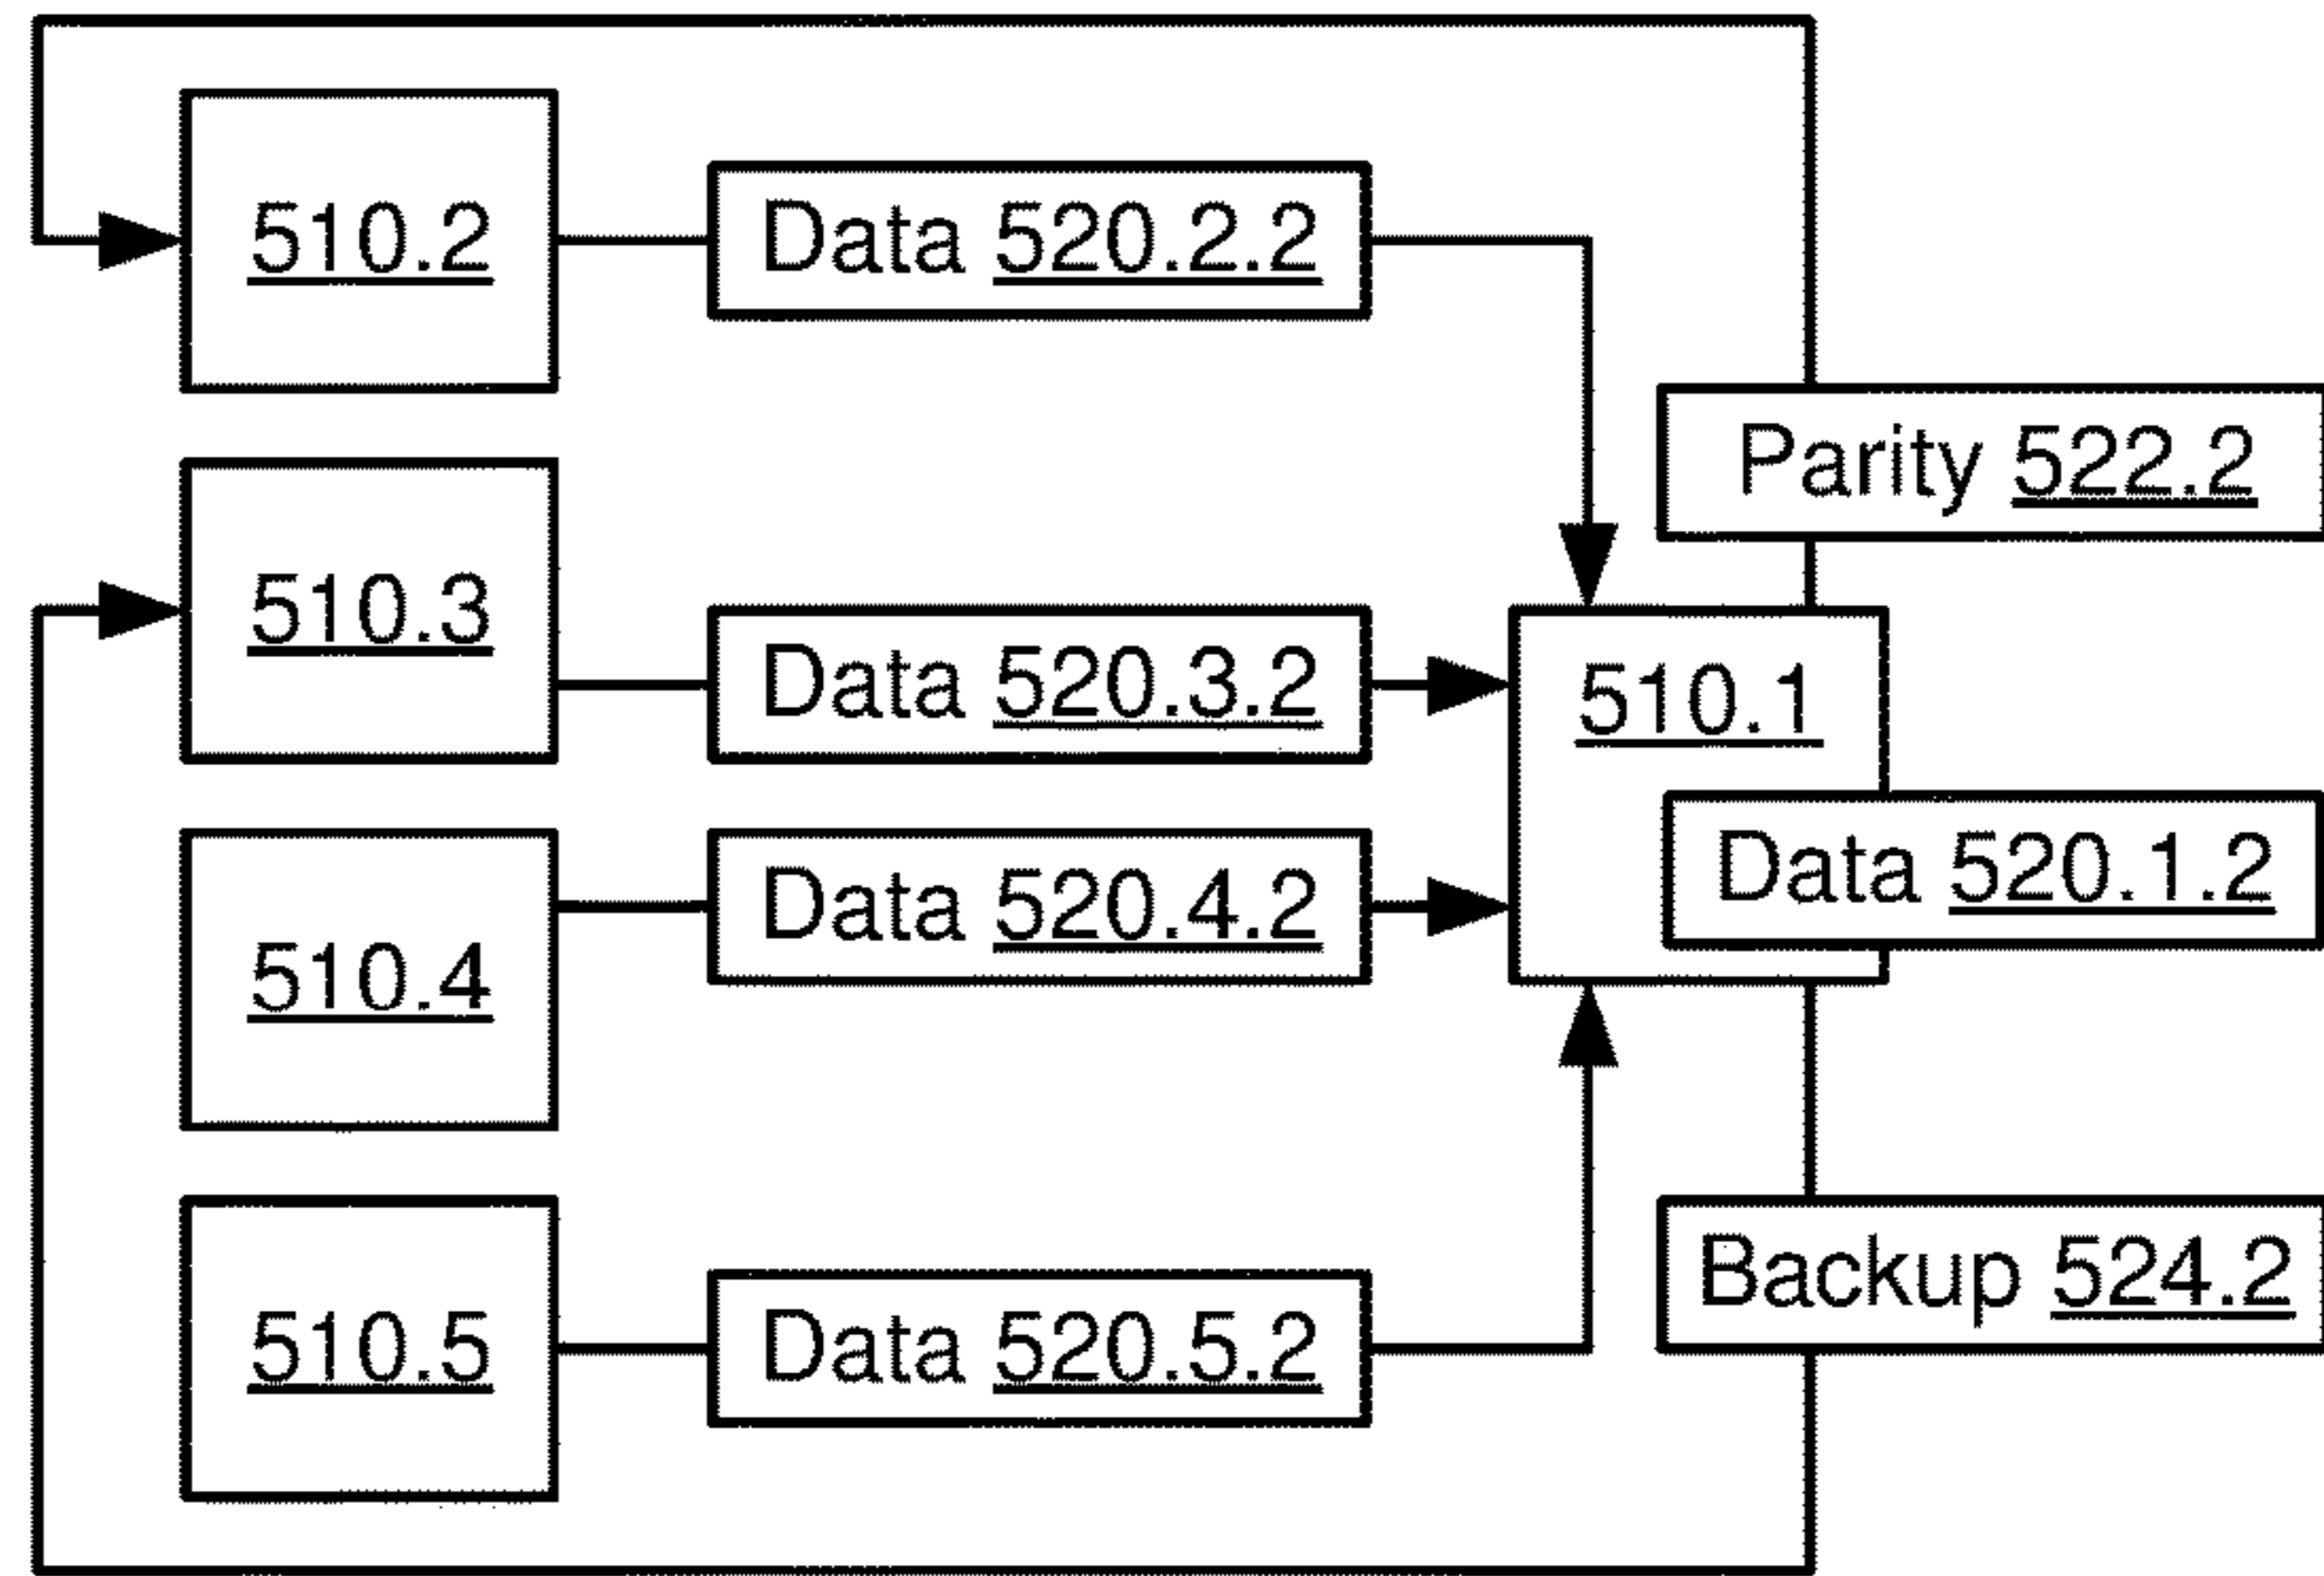 510.2
Data 520.2.2
Parity 522.2
510.3
Data 520.3.2
510.1
Data 520.1.2
510.4
Data 520.4.2
510.5
Data 520.5.2
Backup 524.2